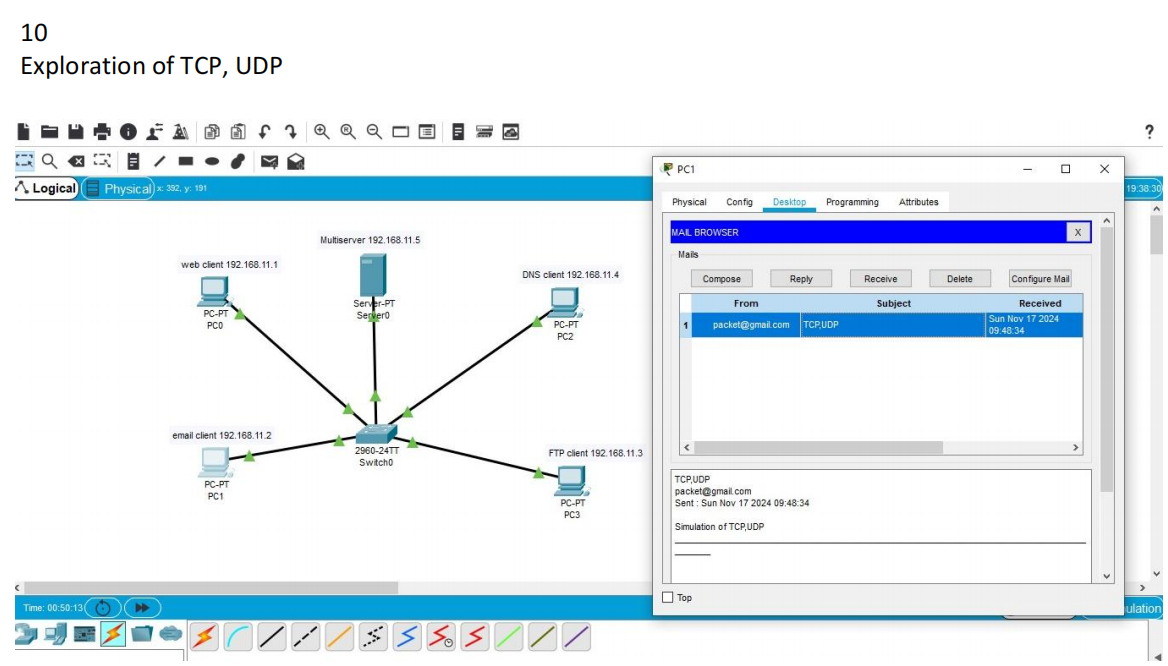 10
Exploration of TCP, UDP
?
Logical
Physical
x: 392, y: 191
19:38:30
Multiserver 192.168.11.5
web client 192.168.11.1
DNS client 192.168.11.4
Server-PT
Server0
PC-PT
PC0
PC-PT
PC2
email client 192.168.11.2
2960-24TT
Switch0
FTP client 192.168.11.3
PC-PT
PC1
PC-PT
PC3
PC1
Physical Config Desktop Programming Attributes
MAIL BROWSER
X
Mails
Compose Reply Receive Delete Configure Mail
From Subject Received
1 packet@gmail.com TCP,UDP Sun Nov 17 2024
09:48:34
TCP,UDP
packet@gmail.com
Sent : Sun Nov 17 2024 09:48:34
Simulation of TCP,UDP
Top
Time: 00:50:13
ulation